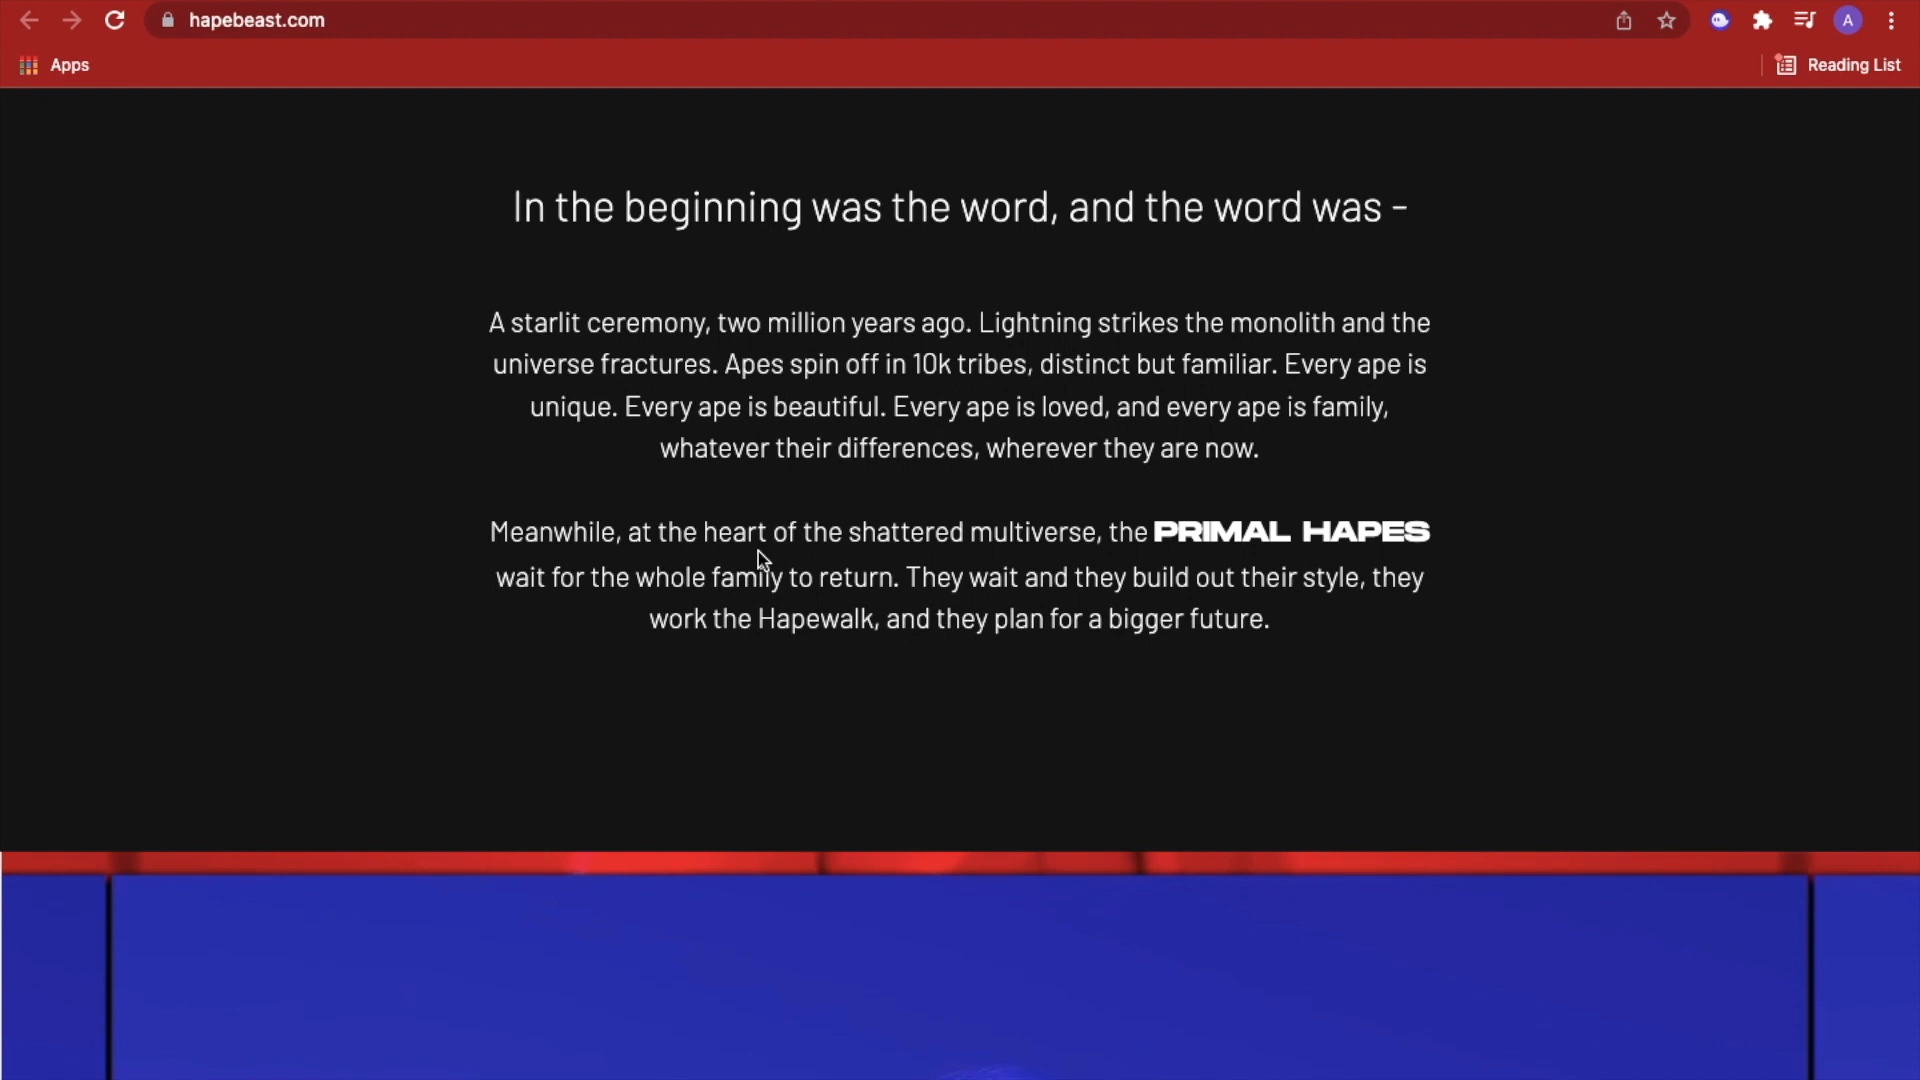 hapebeast.com
A
Apps
Reading List
In the beginning was the word, and the word was -
A starlit ceremony, two million years ago. Lightning strikes the monolith and the
universe fractures. Apes spin off in 10k tribes, distinct but familiar. Every ape is
unique. Every ape is beautiful. Every ape is loved, and every ape is family,
whatever their differences, wherever they are now.
Meanwhile, at the heart of the shattered multiverse, the PRIMAL HAPES
wait for the whole family to return. They wait and they build out their style, they
work the Hapewalk, and they plan for a bigger future.